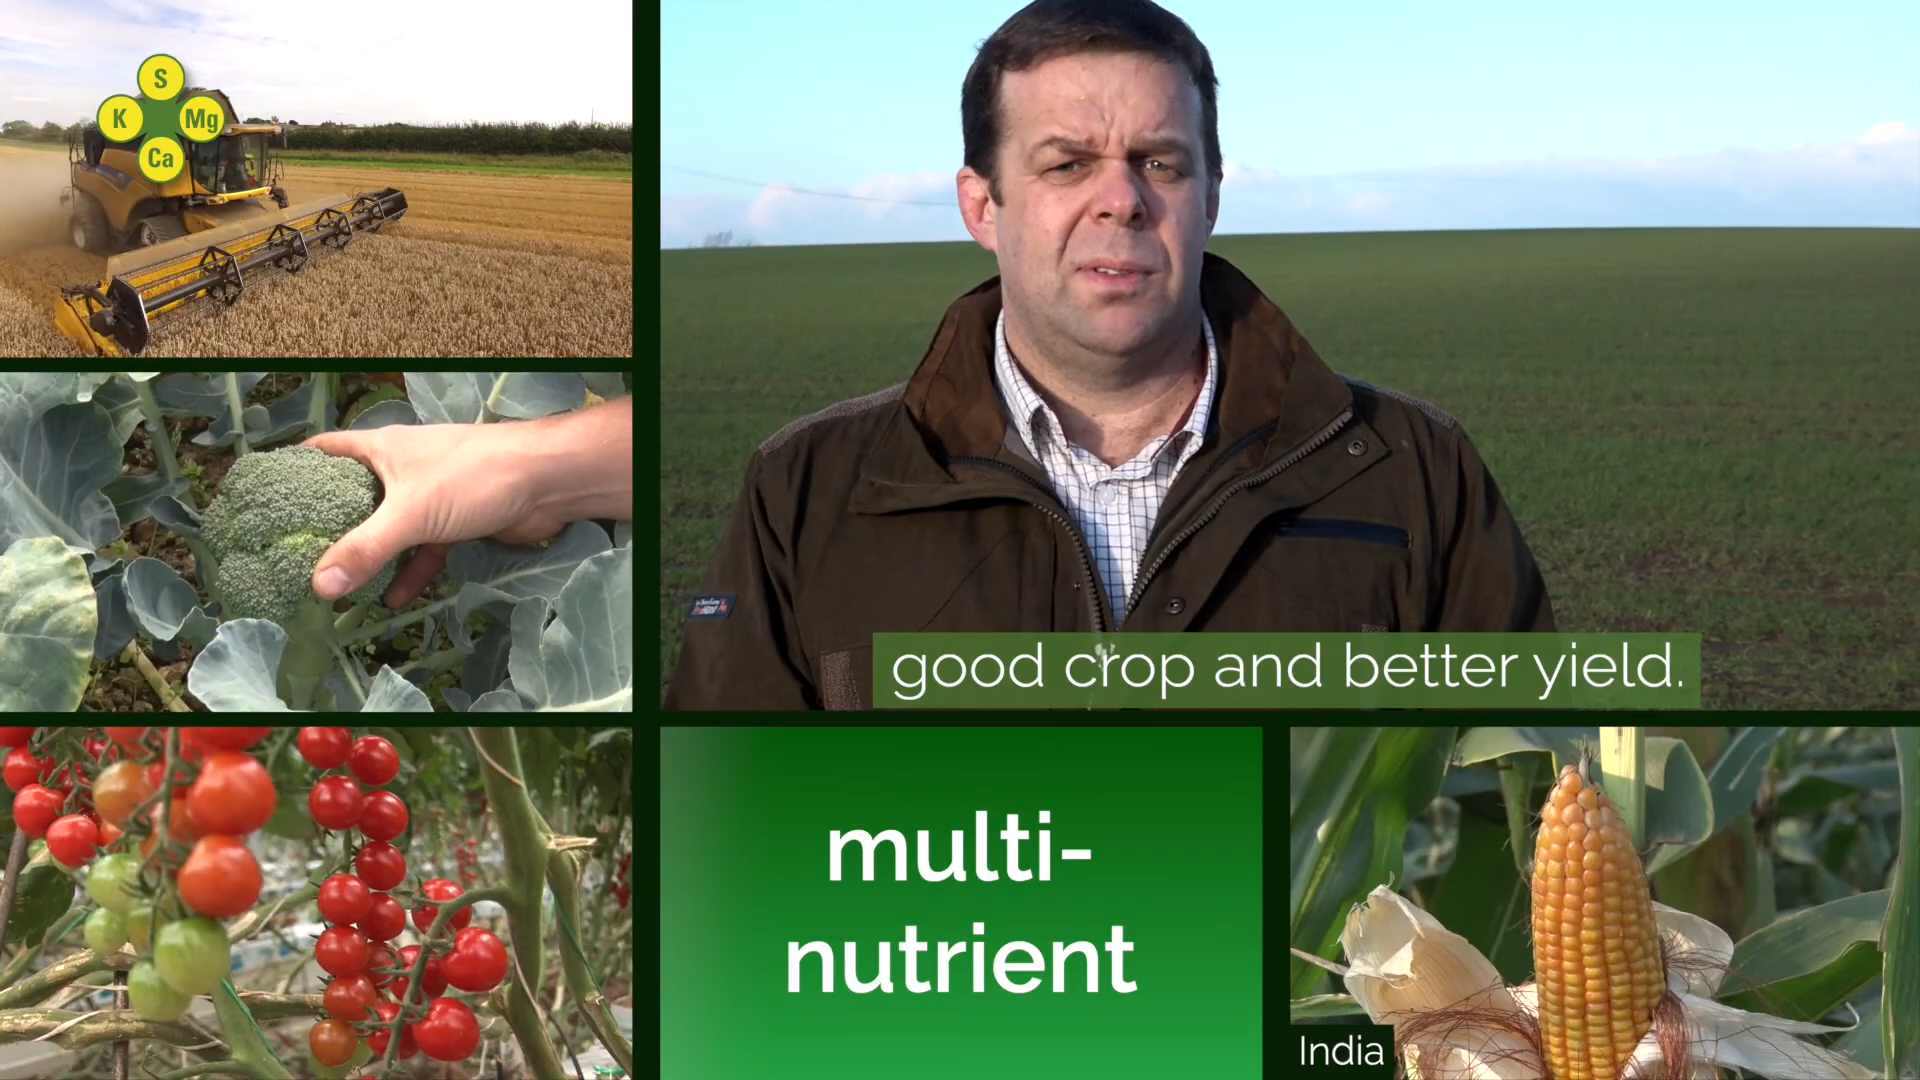 S
K
Mg
Ca
good crop and better yield.
multi-
nutrient
India